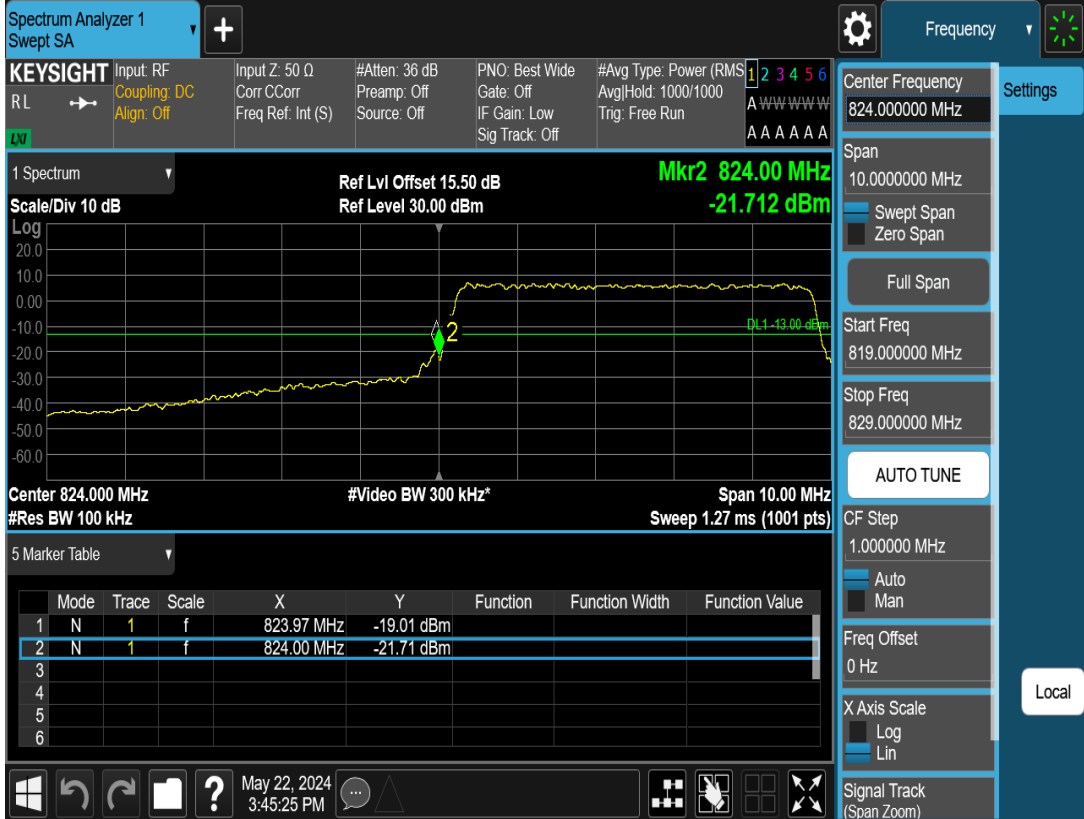 Spectrum Analyzer 1
Swept SA
+
Frequency
KEYSIGHT
RL
LXI
Input: RF
Coupling: DC
Align: Off
Input Z: 50 Ω
Corr CCorr
Freq Ref: Int (S)
#Atten: 36 dB
Preamp: Off
Source: Off
PNO: Best Wide
Gate: Off
IF Gain: Low
Sig Track: Off
#Avg Type: Power (RMS
Avg|Hold: 1000/1000
Trig: Free Run
1 2 3 4 5 6
A W W W W W
A A A A A A
1 Spectrum
Scale/Div 10 dB
Ref Lvl Offset 15.50 dB
Ref Level 30.00 dBm
Mkr2 824.00 MHz
-21.712 dBm
Log
20.0
10.0
0.00
-10.0
-20.0
-30.0
-40.0
-50.0
-60.0
2
DL1 -13.00 dBm
Center 824.000 MHz
#Res BW 100 kHz
#Video BW 300 kHz*
Span 10.00 MHz
Sweep 1.27 ms (1001 pts)
5 Marker Table
Mode Trace Scale X Y Function Function Width Function Value
1 N 1 f 823.97 MHz -19.01 dBm
2 N 1 f 824.00 MHz -21.71 dBm
3
4
5
6
?
May 22, 2024
3:45:25 PM
Center Frequency
824.000000 MHz
Span
10.0000000 MHz
Swept Span
Zero Span
Full Span
Start Freq
819.000000 MHz
Stop Freq
829.000000 MHz
AUTO TUNE
CF Step
1.000000 MHz
Auto
Man
Freq Offset
0 Hz
X Axis Scale
Log
Lin
Signal Track
(Span Zoom)
Settings
Local